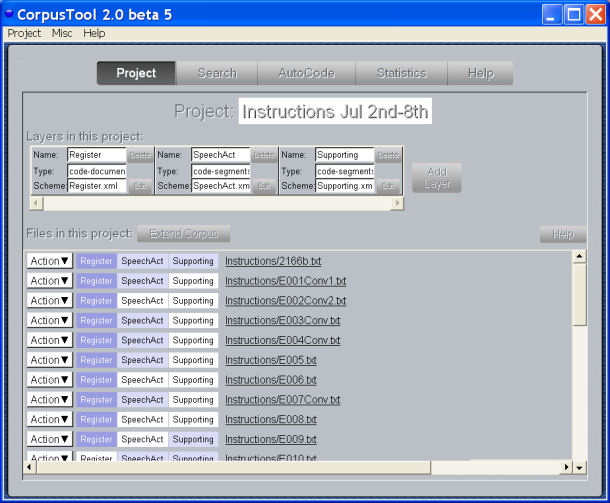 CorpusTool 2.0 beta 5
Project Misc Help
Project Search AutoCode Statistics Help
Project: Instructions Jul 2nd-8th
Layers in this project:
Name: Register Delete Name: SpeechAct Delete Name: Supporting Delete
Type: code-documen Type: code-segment Type: code-segment
Scheme: Register.xml Edit Scheme: SpeechAct.xm Edit Scheme: Supporting.xm Edit
Add
Layer
Files in this project: Extend Corpus Help
Action▼ Register SpeechAct Supporting Instructions/2166b.txt
Action▼ Register SpeechAct Supporting Instructions/E001Conv1.txt
Action▼ Register SpeechAct Supporting Instructions/E002Conv2.txt
Action▼ Register SpeechAct Supporting Instructions/E003Conv.txt
Action▼ Register SpeechAct Supporting Instructions/E004Conv.txt
Action▼ Register SpeechAct Supporting Instructions/E005.txt
Action▼ Register SpeechAct Supporting Instructions/E006.txt
Action▼ Register SpeechAct Supporting Instructions/E007Conv.txt
Action▼ Register SpeechAct Supporting Instructions/E008.txt
Action▼ Register SpeechAct Supporting Instructions/E009.txt
Action▼ Register SpeechAct Supporting Instructions/E010.txt